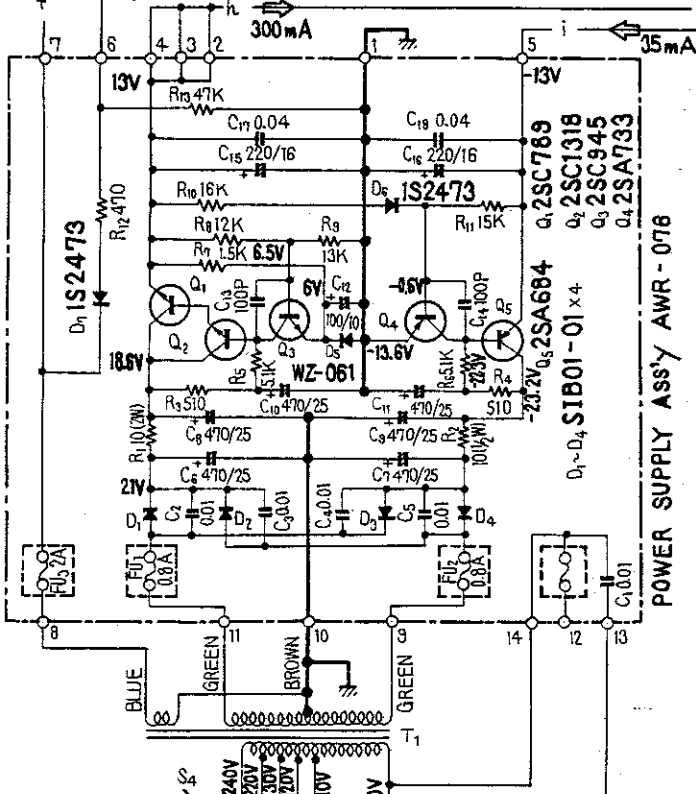 h
300mA
i
35mA
7
6
4
3
2
1
5
13V
-13V
R13 47K
C17 0.04
C18 0.04
C15 220/16
C16 220/16
+
+
R10 16K
D6 1S2473
R11 15K
R8 12K
R9
13K
R7 1.5K
6.5V
R12 470
1S2473
D7
Q1
Q2
C13
100P
6V
C12
100/10
+
-0.6V
C14 100P
Q3
D5
WZ-061
Q4
-13.6V
Q5
18.6V
R5
5.1K
R6 5.1K
-22.3V
R4
510
-23.2V
R3 510
C10 470/25
C11 470/25
+
+
R1 10(2W)
C8 470/25
C9 470/25
R2
10(1/2W)
+
+
C6 470/25
C7 470/25
+
+
21V
D1
C2
0.01
D2
C3 0.01
C4 0.01
D3
C5
0.01
D4
FU3 2A
FU1
0.8A
FU2
0.8A
C1 0.01
8
11
10
9
14
12
13
BLUE
GREEN
BROWN
GREEN
T1
S4
240V
220V
Q1 2SC789
Q2 2SC1318
Q3 2SC945
Q4 2SA733
Q5 2SA684
D1~D4 SIB01-01×4
POWER SUPPLY ASS'Y AWR-076